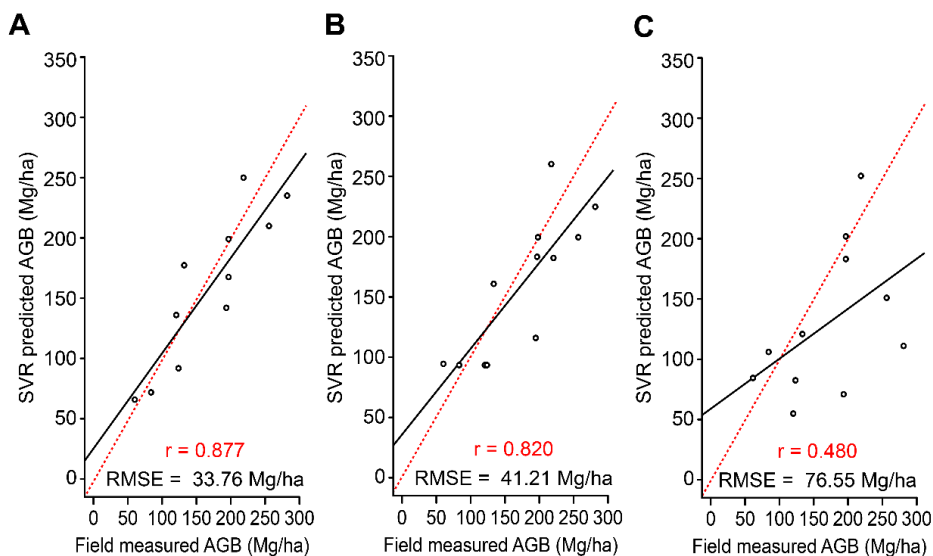 A
SVR predicted AGB (Mg/ha)
350
300
250
200
150
100
50
0
r = 0.877
RMSE = 33.76 Mg/ha
0 50 100 150 200 250 300
Field measured AGB (Mg/ha)
B
SVR predicted AGB (Mg/ha)
350
300
250
200
150
100
50
0
r = 0.820
RMSE = 41.21 Mg/ha
0 50 100 150 200 250 300
Field measured AGB (Mg/ha)
C
SVR predicted AGB (Mg/ha)
350
300
250
200
150
100
50
0
r = 0.480
RMSE = 76.55 Mg/ha
0 50 100 150 200 250 300
Field measured AGB (Mg/ha)